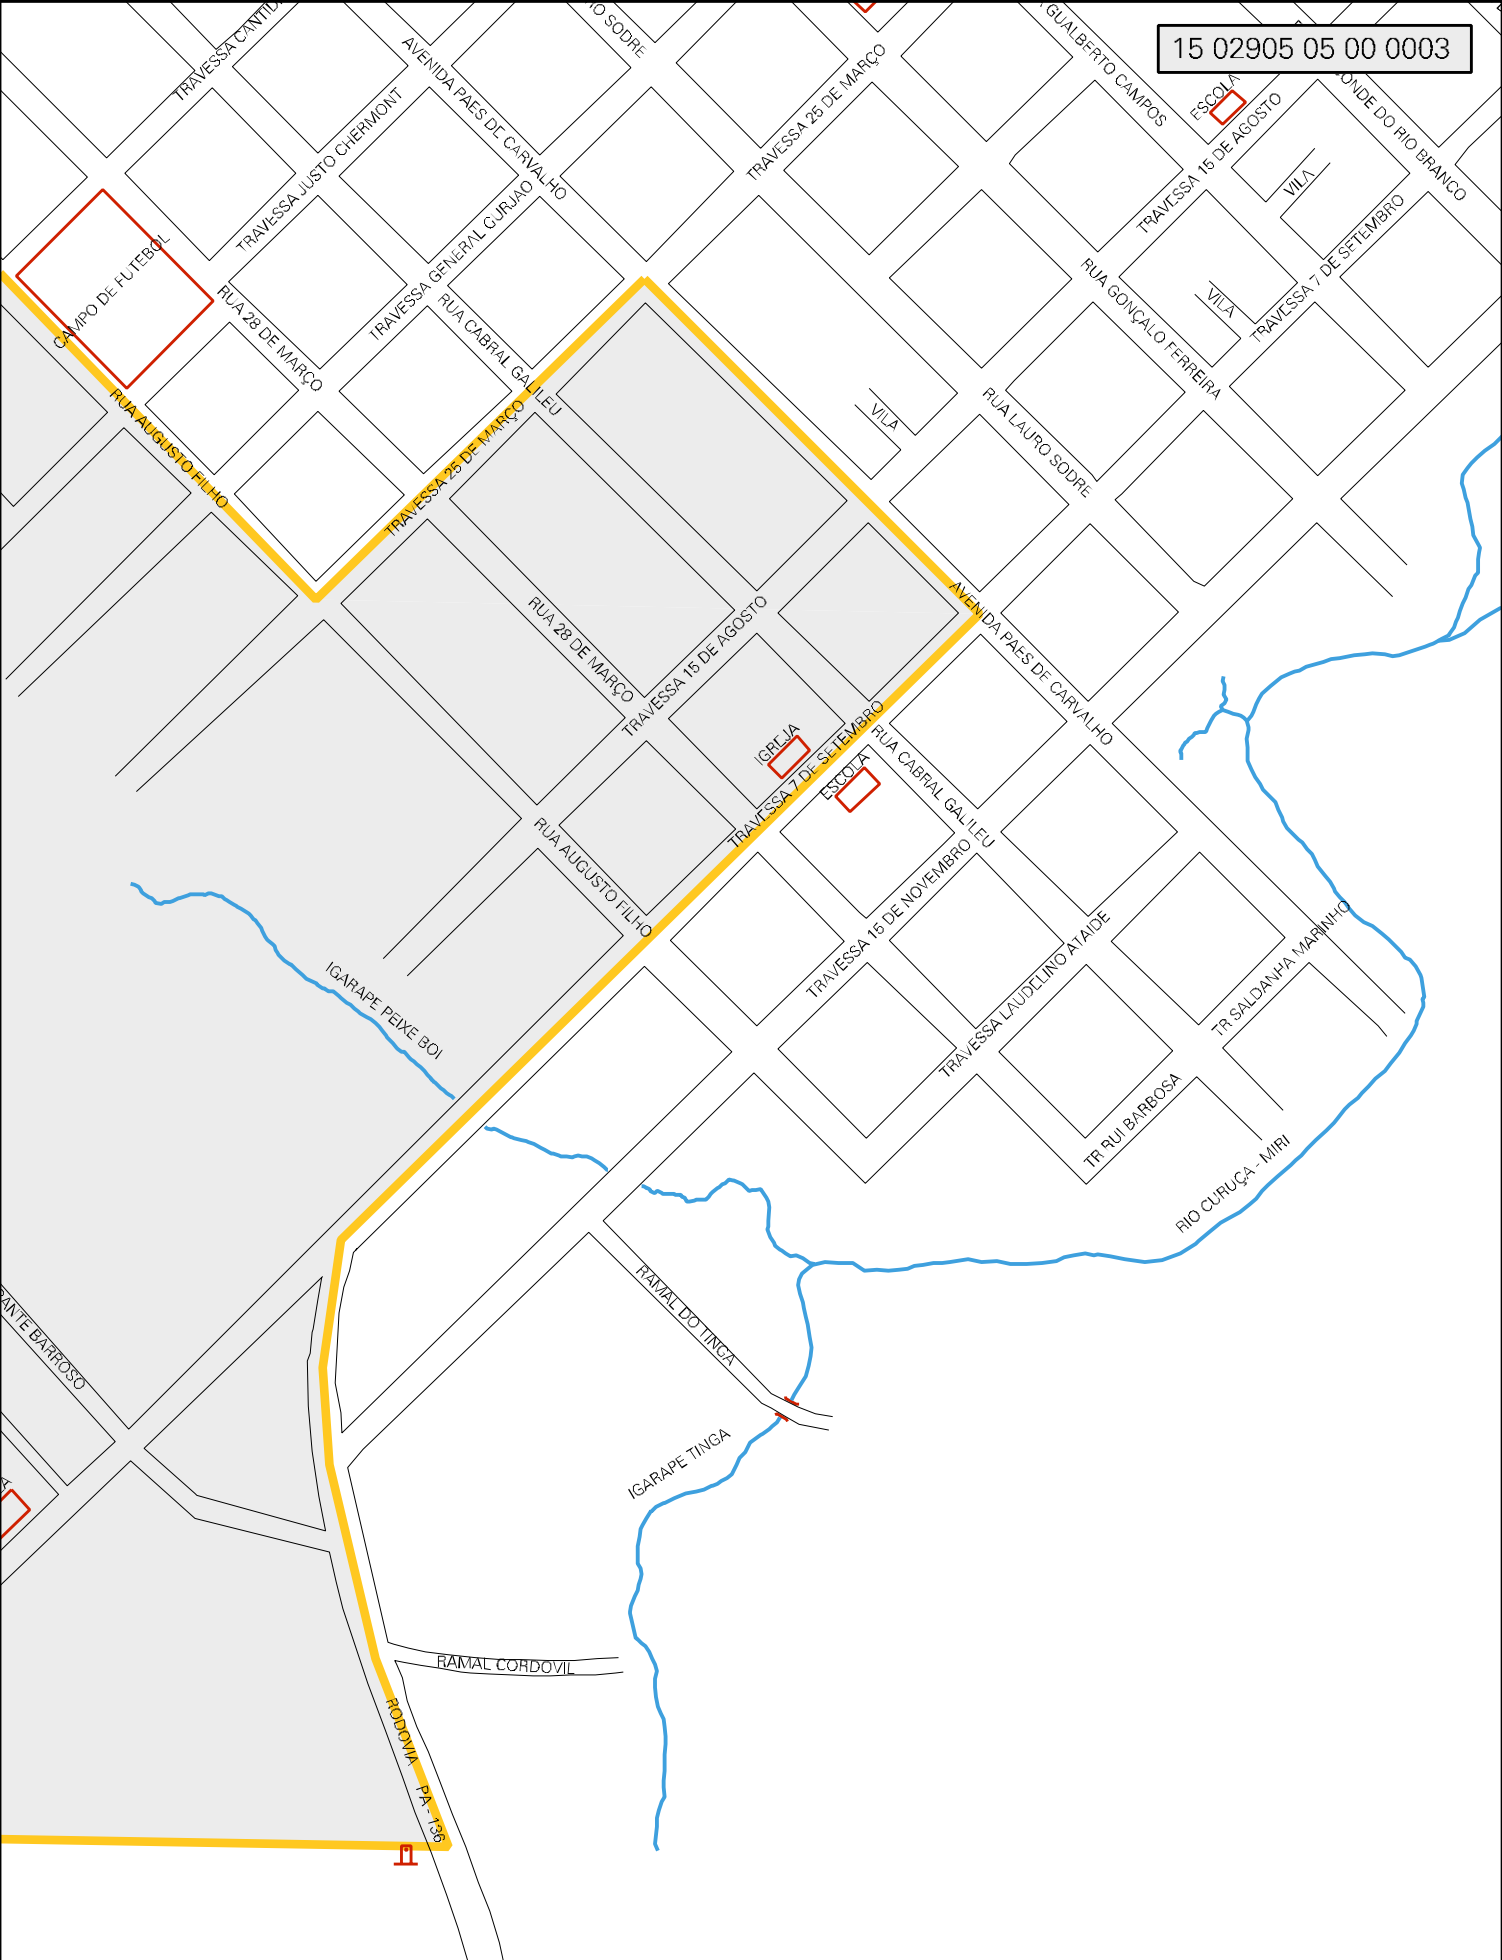 15 02905 05 00 0003
TRAVESSA
AVENIDA PAES DE CARVALHO
SODRE
GUALBERTO CAMPOS
RIO BRANCO
TRAVESSA 25 DE MARÇO
ESCOLA
TRAVESSA 15 DE AGOSTO
VILA
TRAVESSA JUSTO CHERMONT
TRAVESSA GENERAL GURJAO
TRAVESSA 7 DE SETEMBRO
CAMPO DE FUTEBOL
RUA 28 DE MARÇO
RUA CABRAL GALILEU
RUA GONÇALO FERREIRA
VILA
RUA AUGUSTO FILHO
TRAVESSA 25 DE MARÇO
VILA
RUA LAURO SODRE
RUA 28 DE MARÇO
TRAVESSA 15 DE AGOSTO
AVENIDA PAES DE CARVALHO
IGREJA
TRAVESSA 7 DE SETEMBRO
ESCOLA
RUA CABRAL GALILEU
RUA AUGUSTO FILHO
TRAVESSA 15 DE NOVEMBRO
TRAVESSA LAUDELINO ATAIDE
TR SALDANHA MARINHO
IGARAPE PEIXE BOI
TR RUI BARBOSA
RIO CURUÇA - MIRI
RAMAL DO TINGA
BARROSO
IGARAPE TINGA
RAMAL CORDOVIL
RODOVIA PA - 136